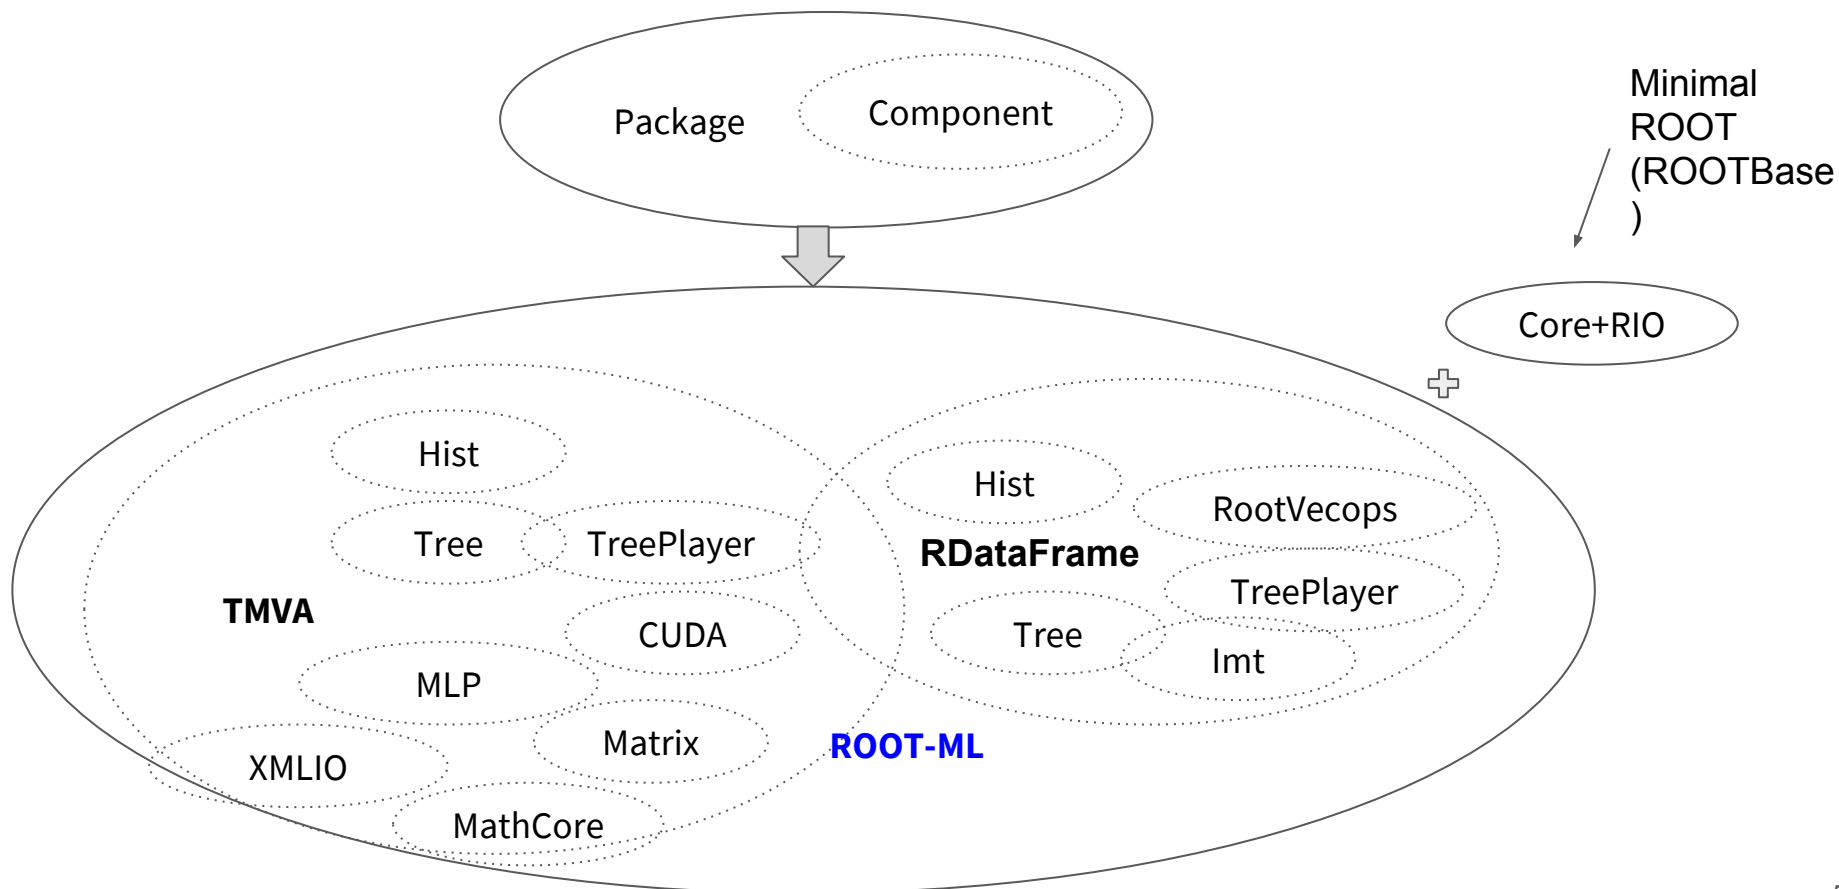 Package
Component
Minimal
ROOT
(ROOTBase
)
Core+RIO
Hist
Tree
TreePlayer
TMVA
CUDA
MLP
Matrix
XMLIO
MathCore
Hist
RootVecops
RDataFrame
TreePlayer
Tree
Imt
ROOT-ML